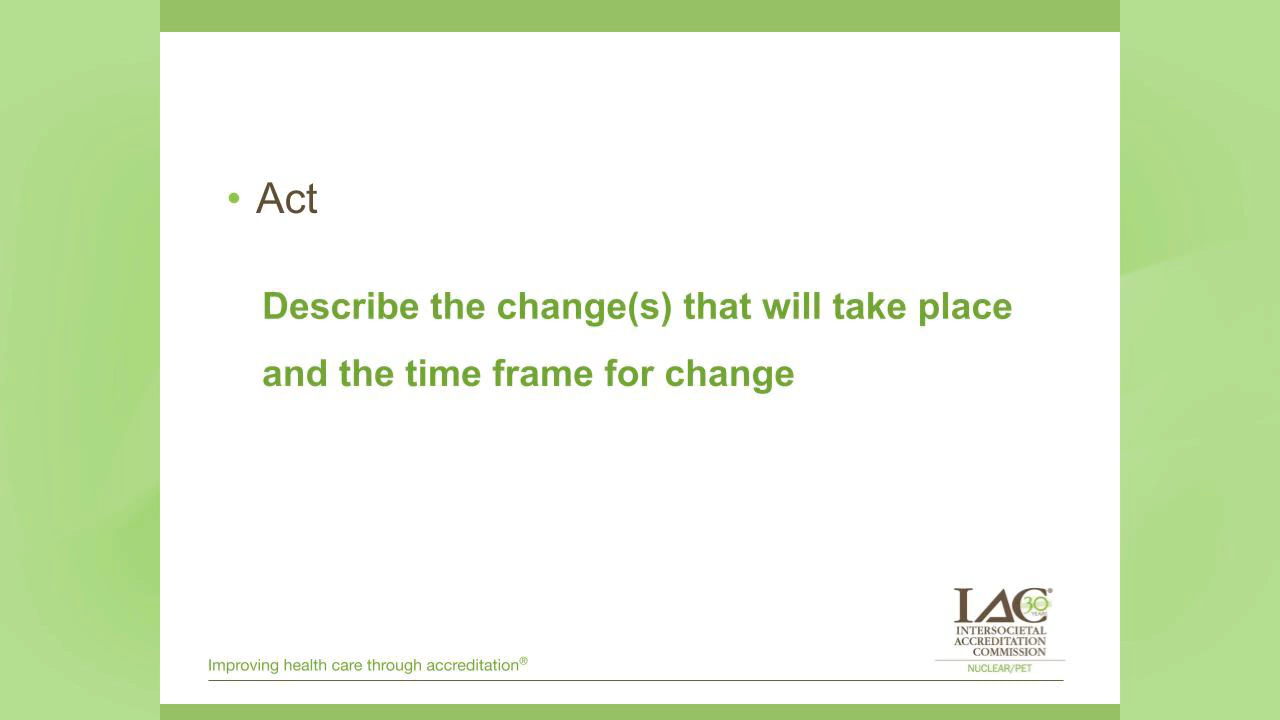 • Act
Describe the change(s) that will take place
and the time frame for change
IAC®
30
YEARS
INTERSOCIETAL
ACCREDITATION
COMMISSION
NUCLEAR/PET
Improving health care through accreditation®